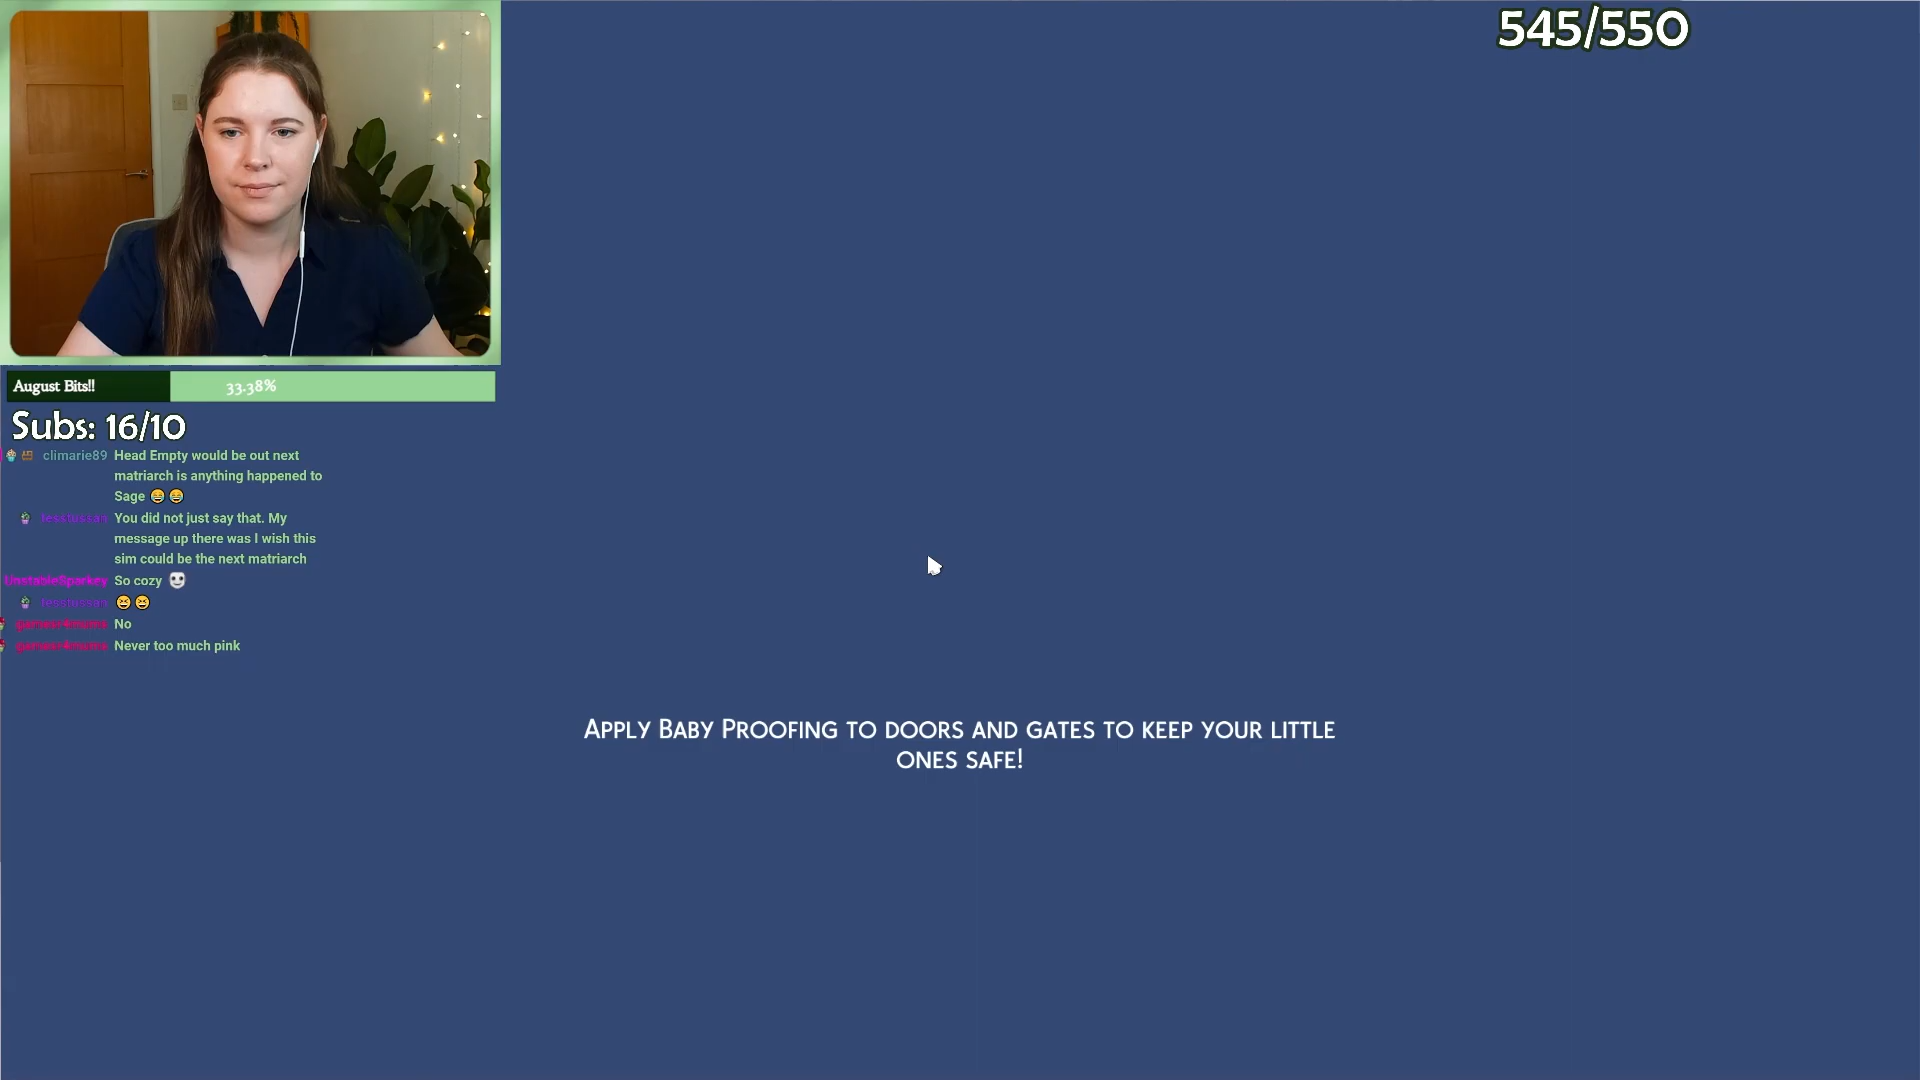 545/550
August Bits!! 33.38%
Subs: 16/10
climarie89 Head Empty would be out next
matriarch is anything happened to
Sage 😂 😂
You did not just say that. My
message up there was I wish this
sim could be the next matriarch
UnstableSparkey So cozy
😆 😆
No
Never too much pink
Apply Baby Proofing to doors and gates to keep your little
ones safe!